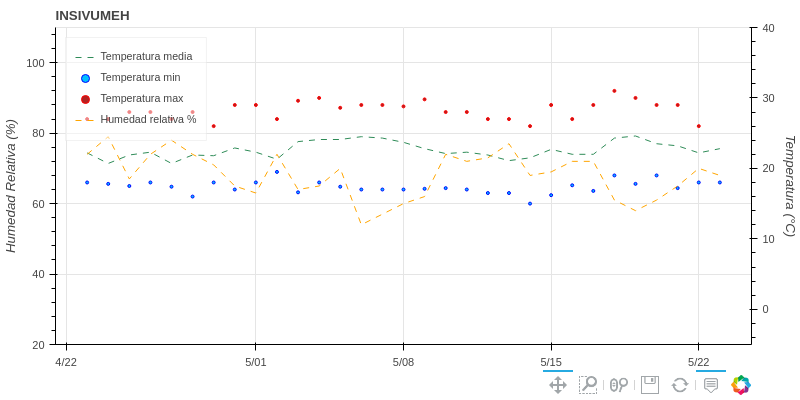 INSIVUMEH
Temperatura media
Temperatura min
Temperatura max
Humedad relativa %
Humedad Relativa (%)
100
80
60
40
20
Temperatura (°C)
40
30
20
10
0
4/22
5/01
5/08
5/15
5/22